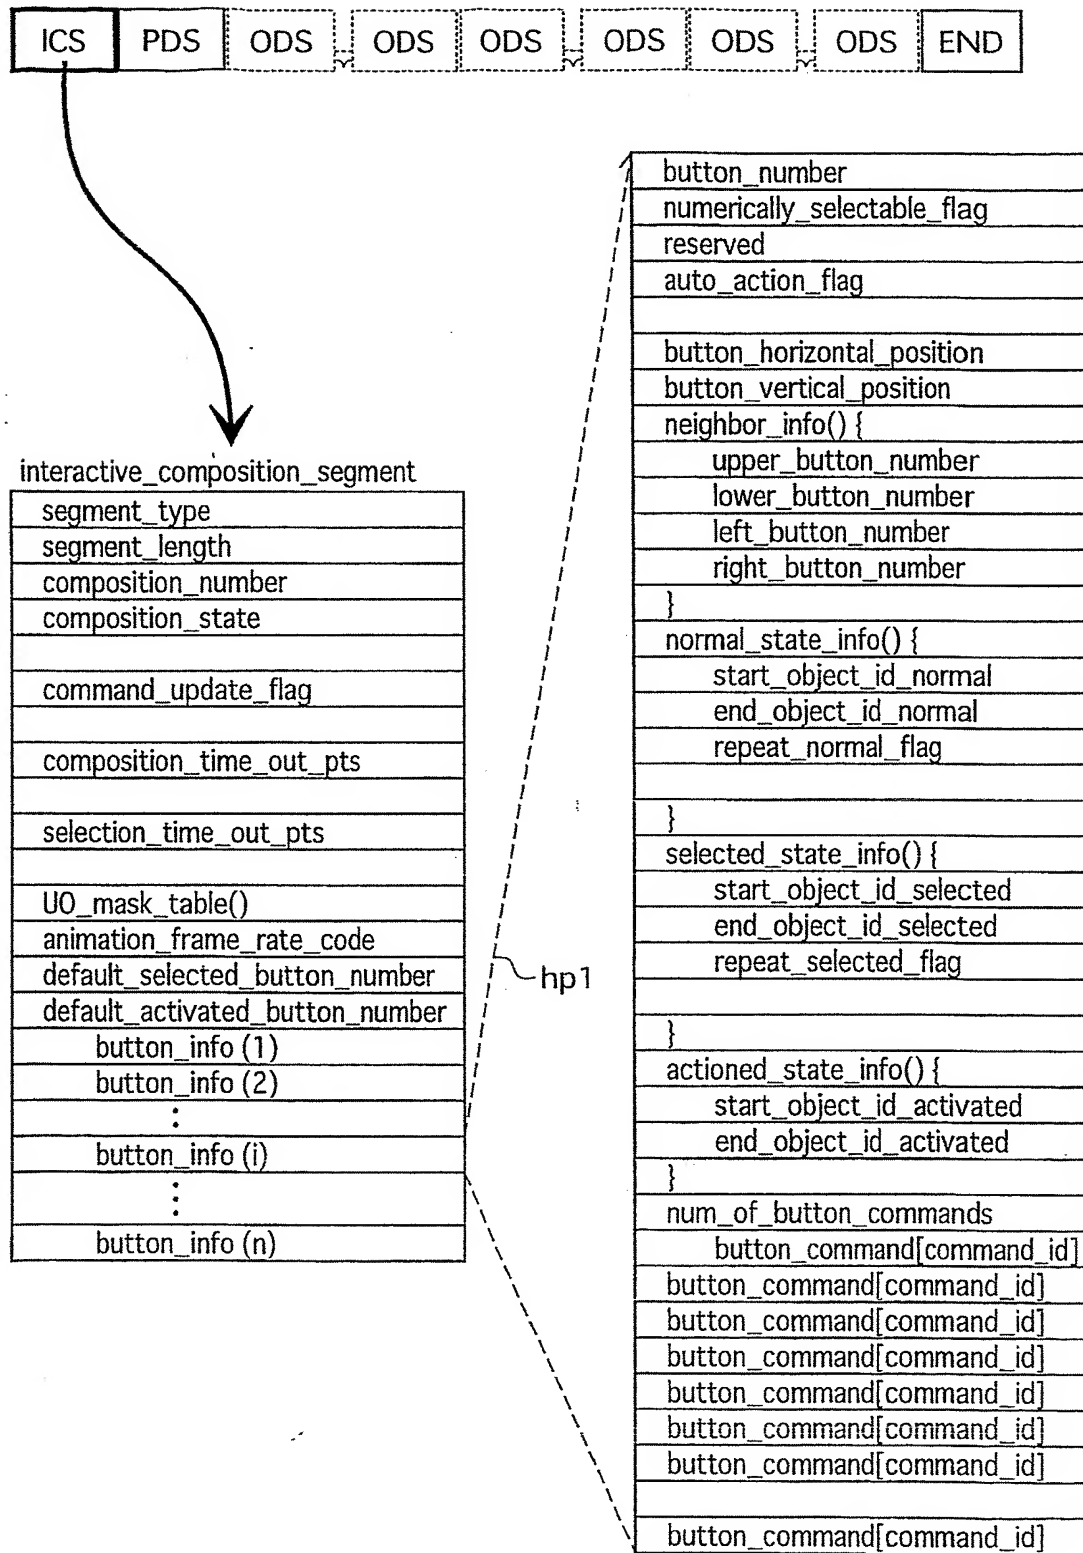 ICS PDS ODS ODS ODS ODS ODS ODS END
interactive_composition_segment
segment_type
segment_length
composition_number
composition_state
command_update_flag
composition_time_out_pts
selection_time_out_pts
UO_mask_table()
animation_frame_rate_code
default_selected_button_number
default_activated_button_number
button_info (1)
button_info (2)
button_info (i)
button_info (n)
hp1
button_number
numerically_selectable_flag
reserved
auto_action_flag
button_horizontal_position
button_vertical_position
neighbor_info() {
upper_button_number
lower_button_number
left_button_number
right_button_number
}
normal_state_info() {
start_object_id_normal
end_object_id_normal
repeat_normal_flag
}
selected_state_info() {
start_object_id_selected
end_object_id_selected
repeat_selected_flag
}
actioned_state_info() {
start_object_id_activated
end_object_id_activated
}
num_of_button_commands
button_command[command_id]
button_command[command_id]
button_command[command_id]
button_command[command_id]
button_command[command_id]
button_command[command_id]
button_command[command_id]
button_command[command_id]